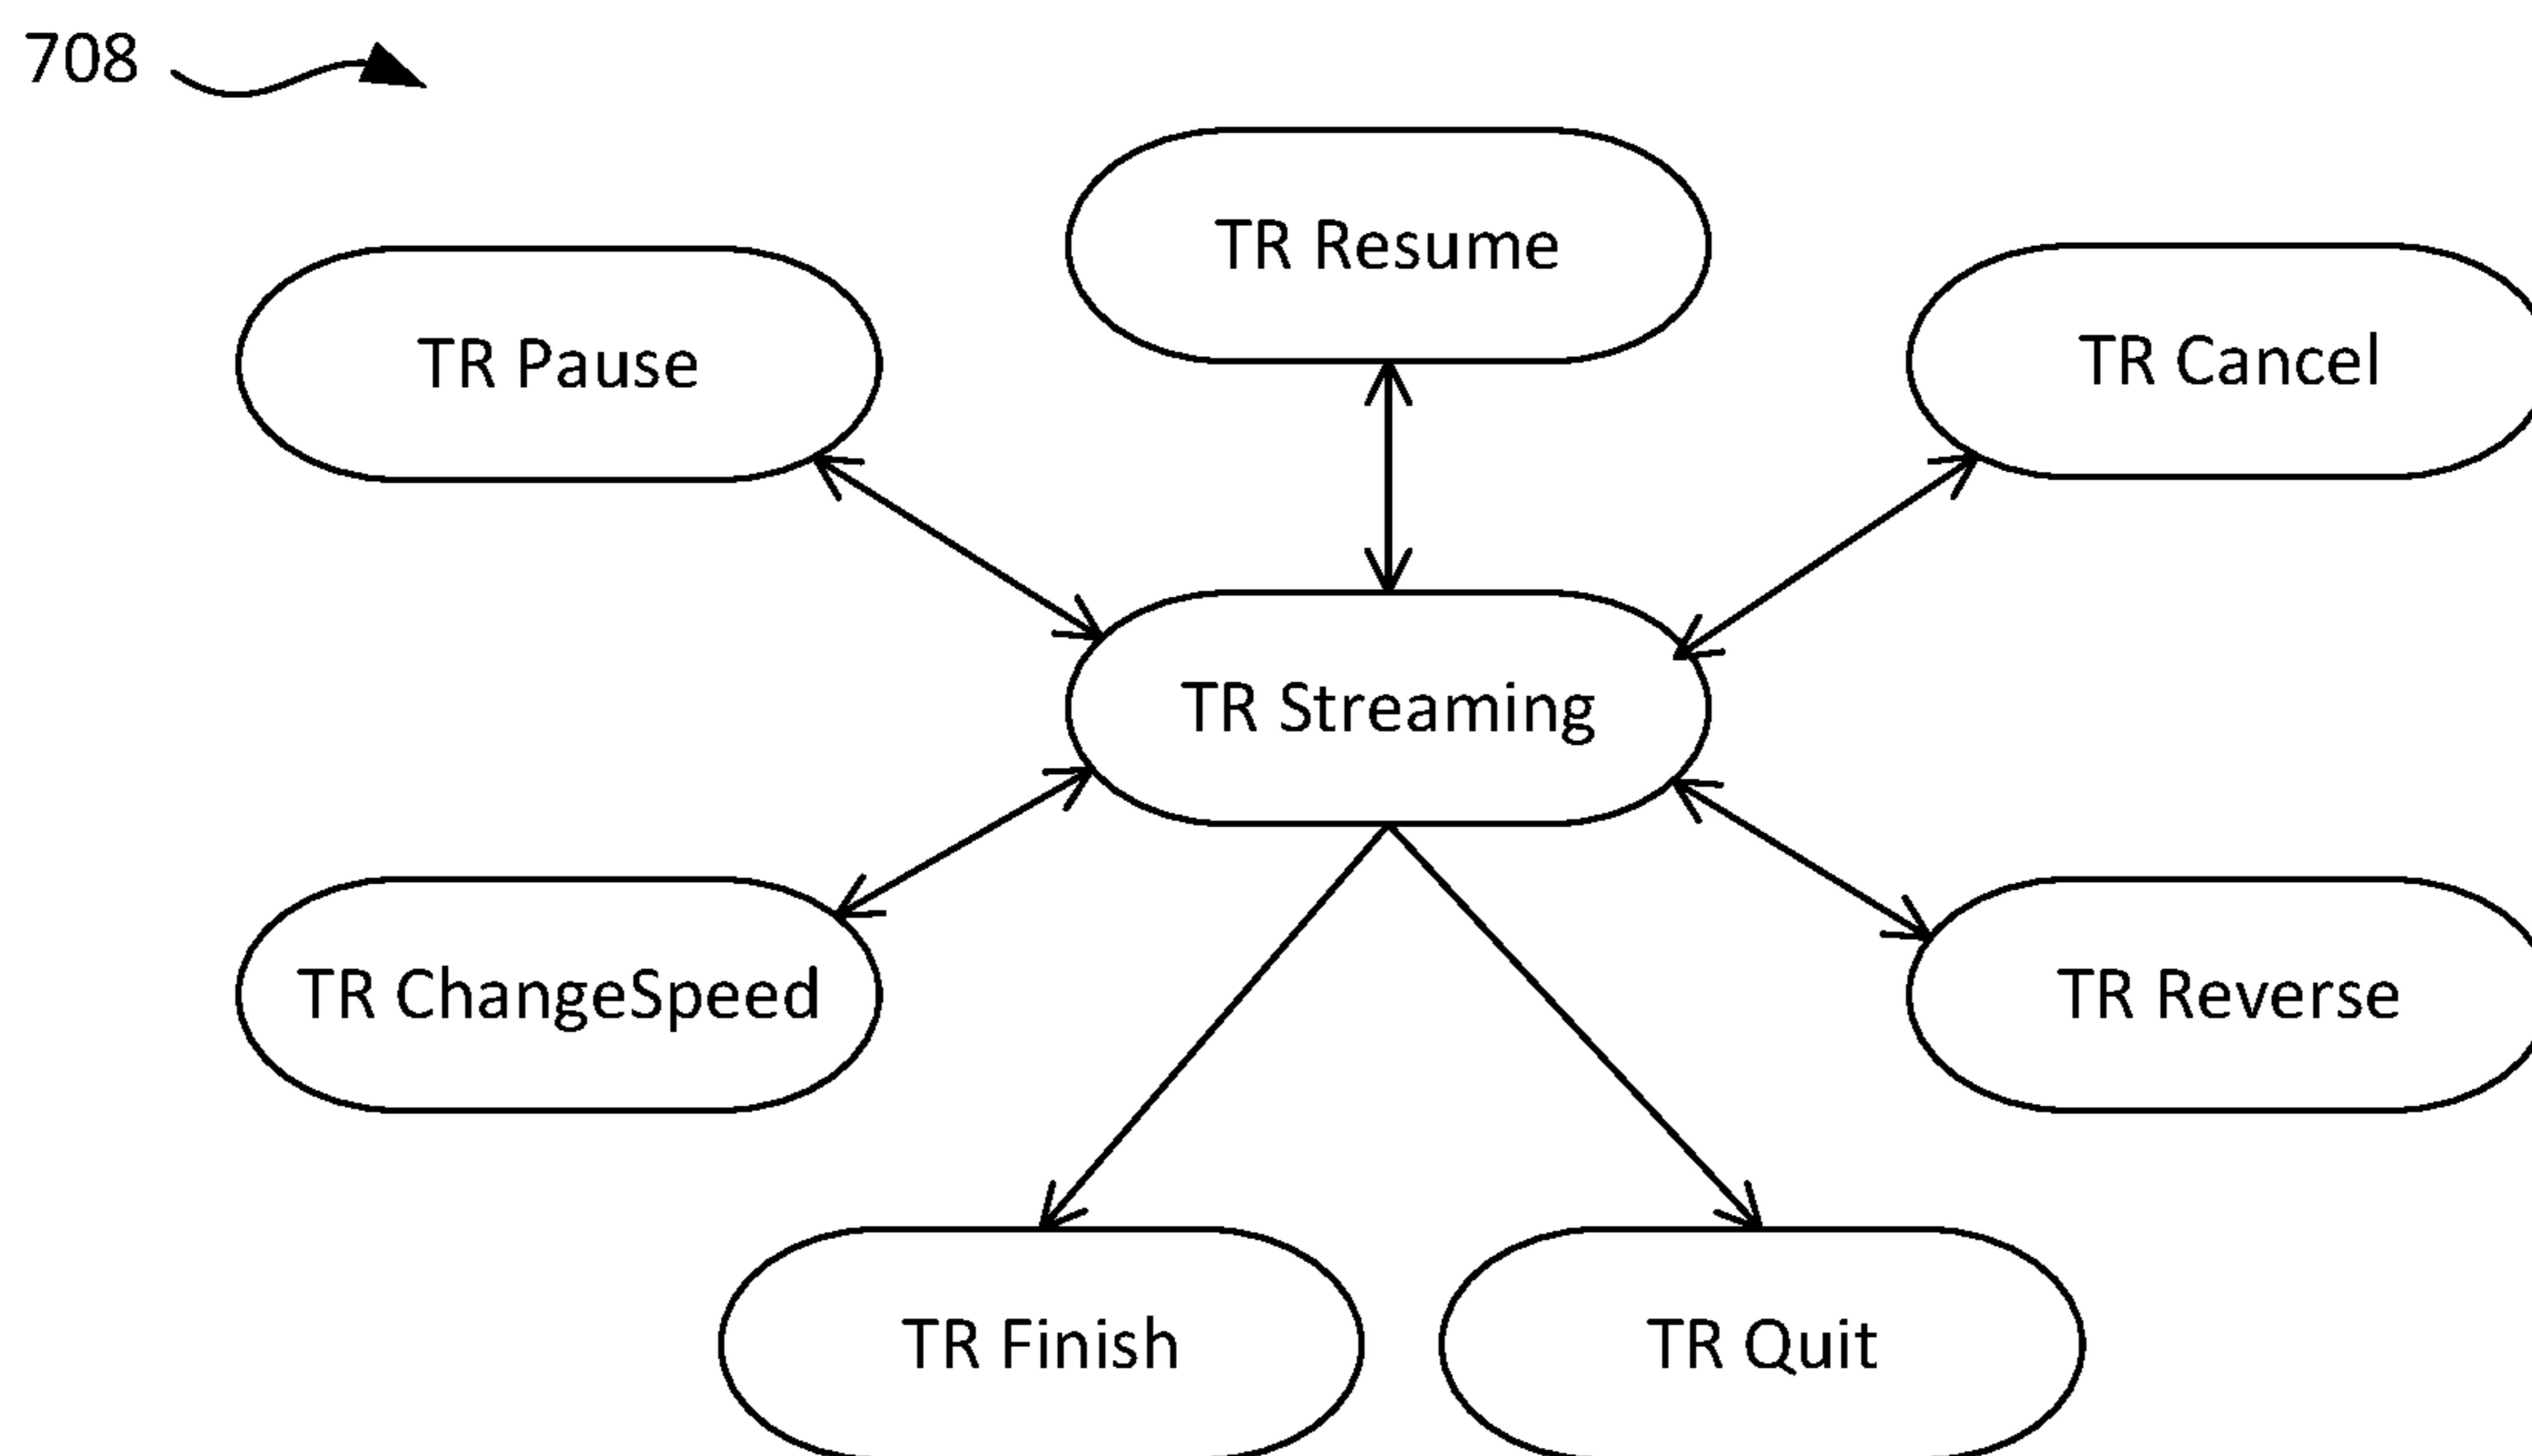 708
TR Resume
TR Pause
TR Cancel
TR Streaming
TR ChangeSpeed
TR Reverse
TR Finish
TR Quit